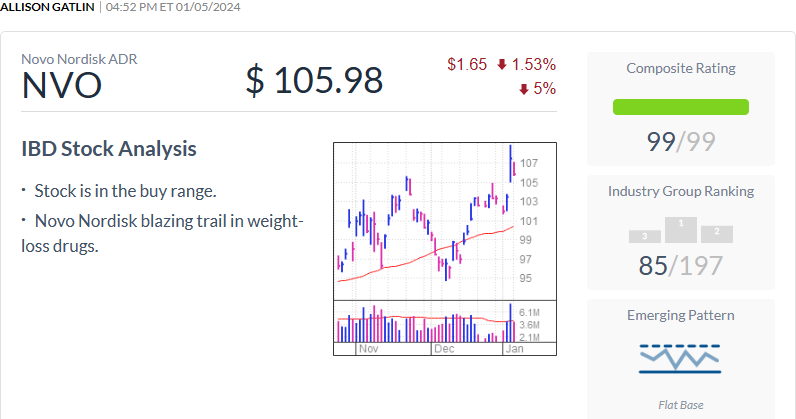 ALLISON GATLIN | 04:52 PM ET 01/05/2024
Novo Nordisk ADR
NVO
$ 105.98
$1.65 1.53%
5%
IBD Stock Analysis
• Stock is in the buy range.
• Novo Nordisk blazing trail in weight-
loss drugs.
107
105
103
101
99
97
95
6.1M
3.6M
2.1M
Nov Dec Jan
Composite Rating
99/99
Industry Group Ranking
3 1 2
85/197
Emerging Pattern
Flat Base